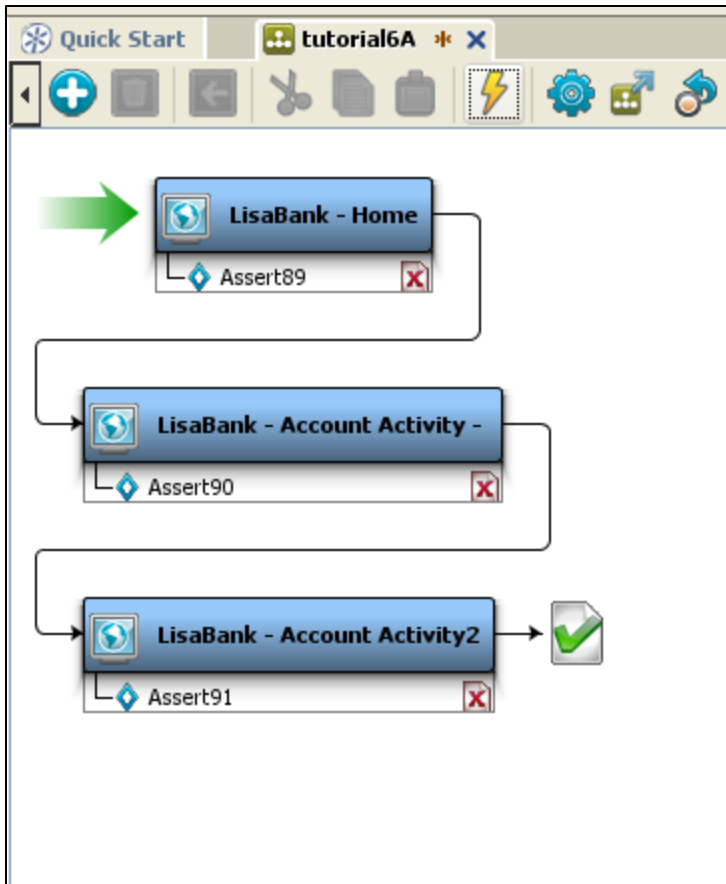 Quick Start
tutorial6A *
LisaBank - Home
Assert89
LisaBank - Account Activity -
Assert90
LisaBank - Account Activity2
Assert91